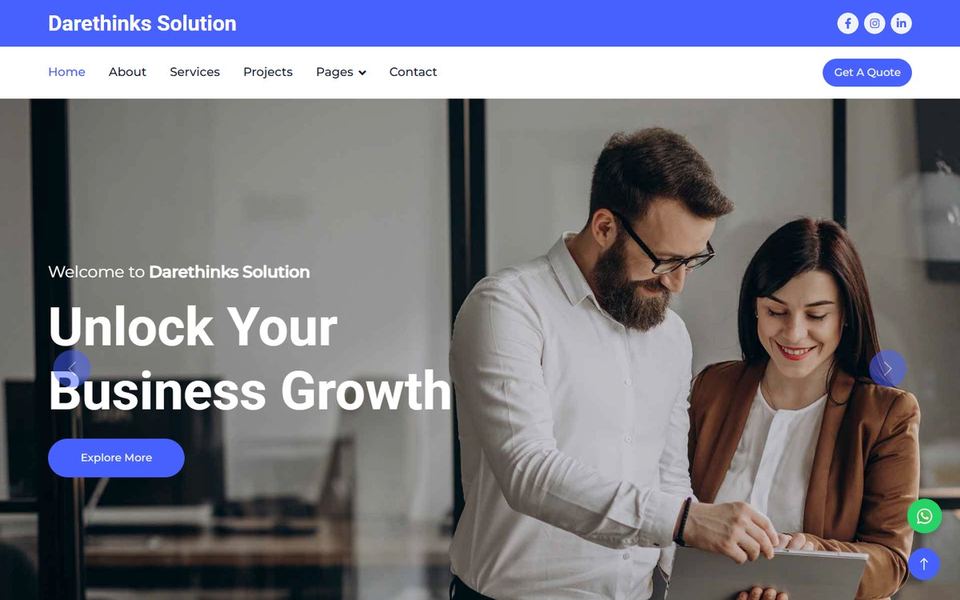 Darethinks Solution
Home About Services Projects Pages Contact Get A Quote
Welcome to Darethinks Solution
Unlock Your
Business Growth
Explore More